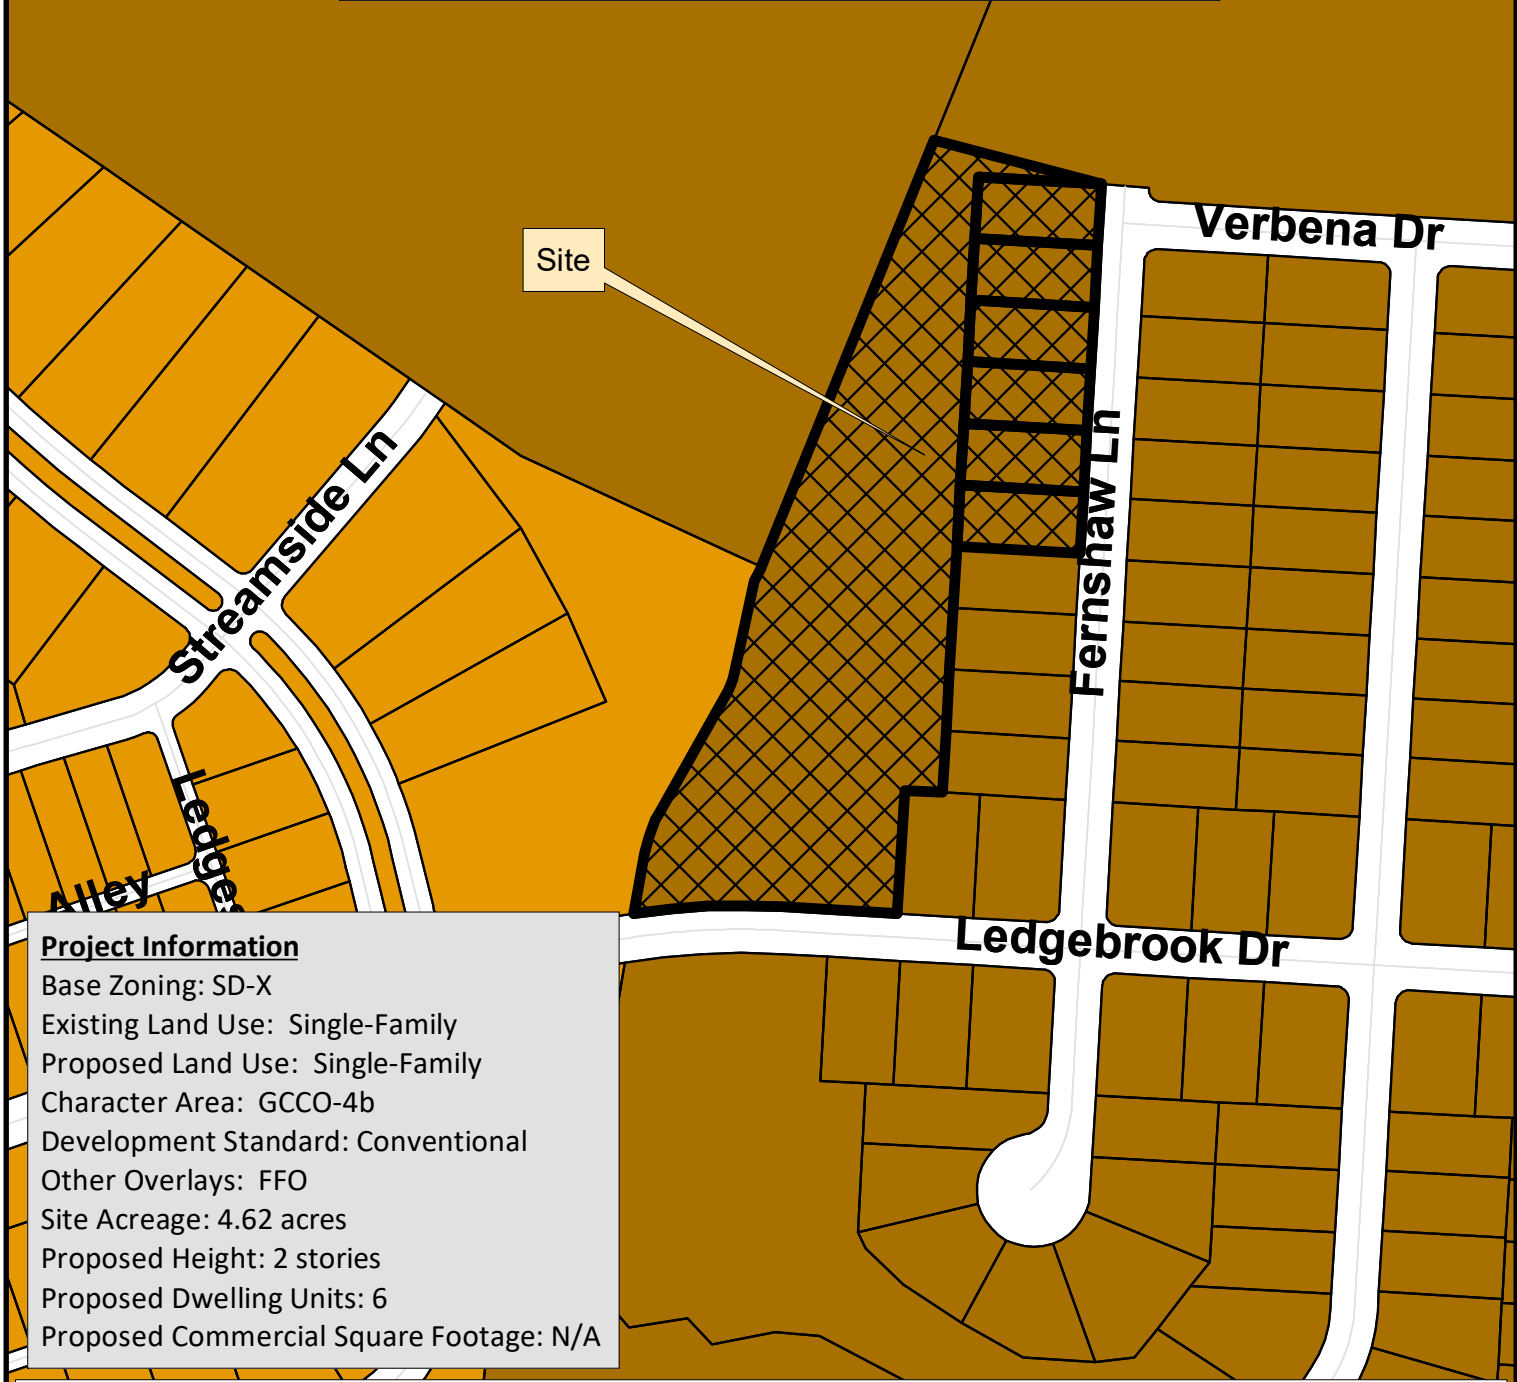 Verbena Dr
Site
Streamside Ln
Fernshaw Ln
Alley
Ledgebrook Dr
Project Information
Base Zoning: SD-X
Existing Land Use: Single-Family
Proposed Land Use: Single-Family
Character Area: GCCO-4b
Development Standard: Conventional
Other Overlays: FFO
Site Acreage: 4.62 acres
Proposed Height: 2 stories
Proposed Dwelling Units: 6
Proposed Commercial Square Footage: N/A